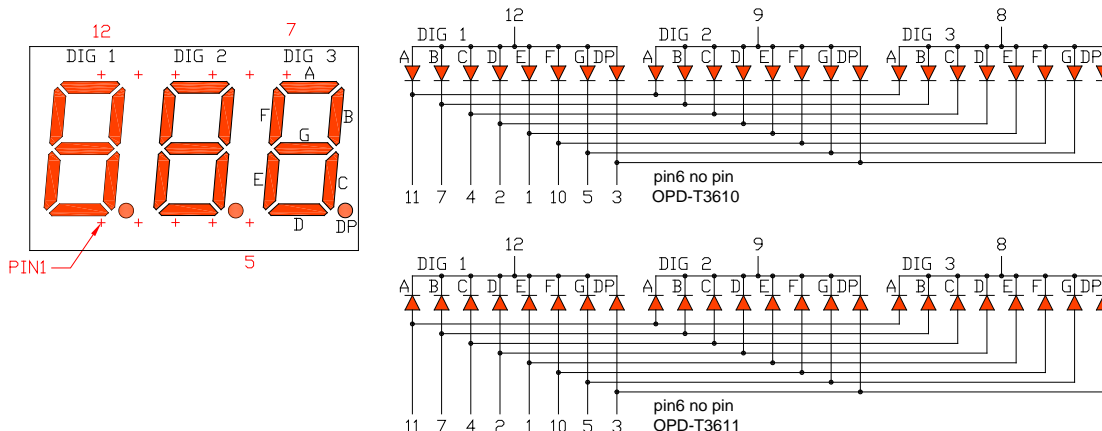 12 7
DIG 1 DIG 2 DIG 3
A
F B
G
E C
D DP
PIN1
5
12 9 8
DIG 1 DIG 2 DIG 3
A B C D E F G DP A B C D E F G DP A B C D E F G DP
11 7 4 2 1 10 5 3
pin6 no pin
OPD-T3610
12 9 8
DIG 1 DIG 2 DIG 3
A B C D E F G DP A B C D E F G DP A B C D E F G DP
11 7 4 2 1 10 5 3
pin6 no pin
OPD-T3611